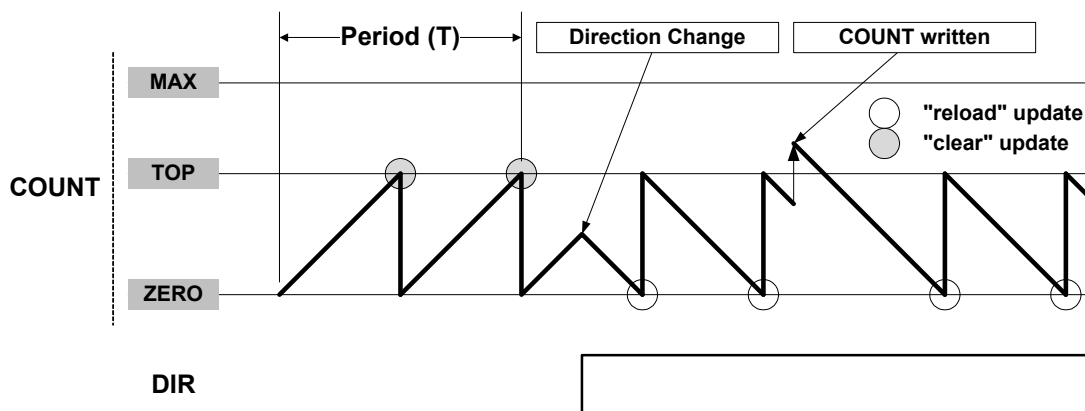 Period (T)
Direction Change
COUNT written
MAX
"reload" update
"clear" update
TOP
COUNT
ZERO
DIR